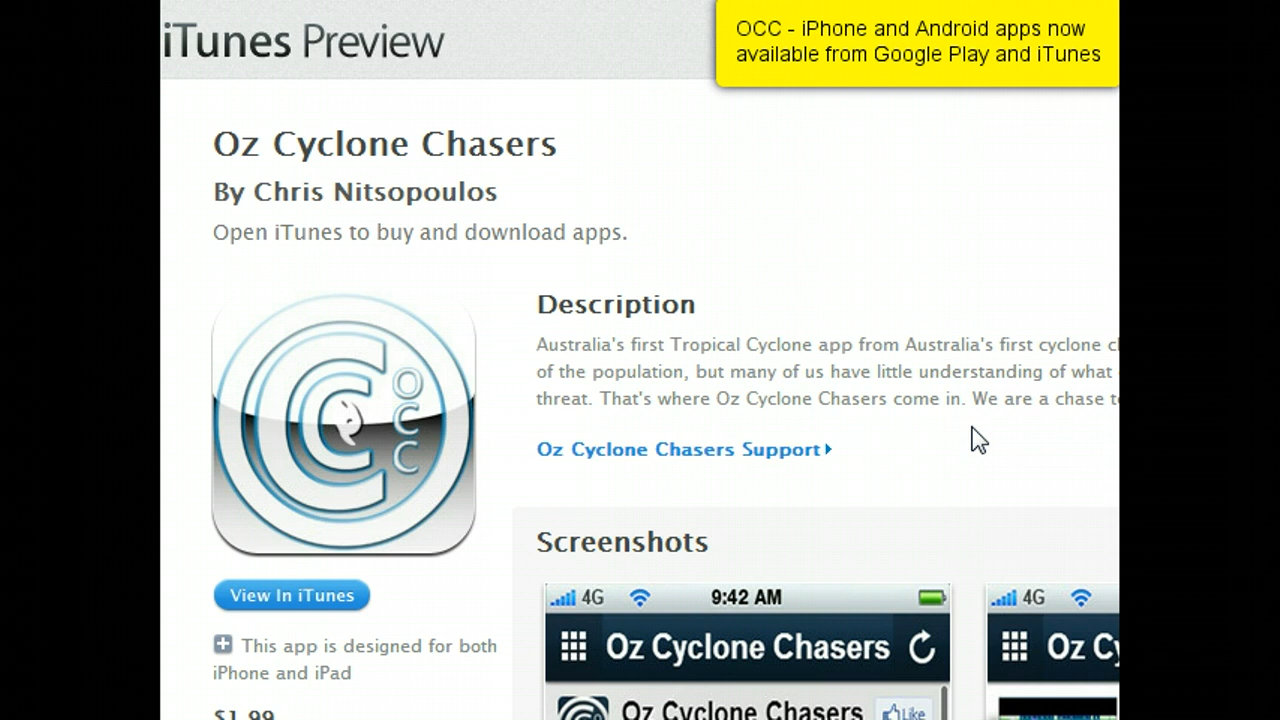 iTunes Preview
OCC - iPhone and Android apps now
available from Google Play and iTunes
Oz Cyclone Chasers
By Chris Nitsopoulos
Open iTunes to buy and download apps.
Description
Australia's first Tropical Cyclone app from Australia's first cyclone
of the population, but many of us have little understanding of what
threat. That's where Oz Cyclone Chasers come in. We are a chase
Oz Cyclone Chasers Support
OCC
Screenshots
View In iTunes
This app is designed for both
iPhone and iPad
$1.99
4G 9:42 AM
Oz Cyclone Chasers
Oz Cyclone Chasers
Like
4G
Oz